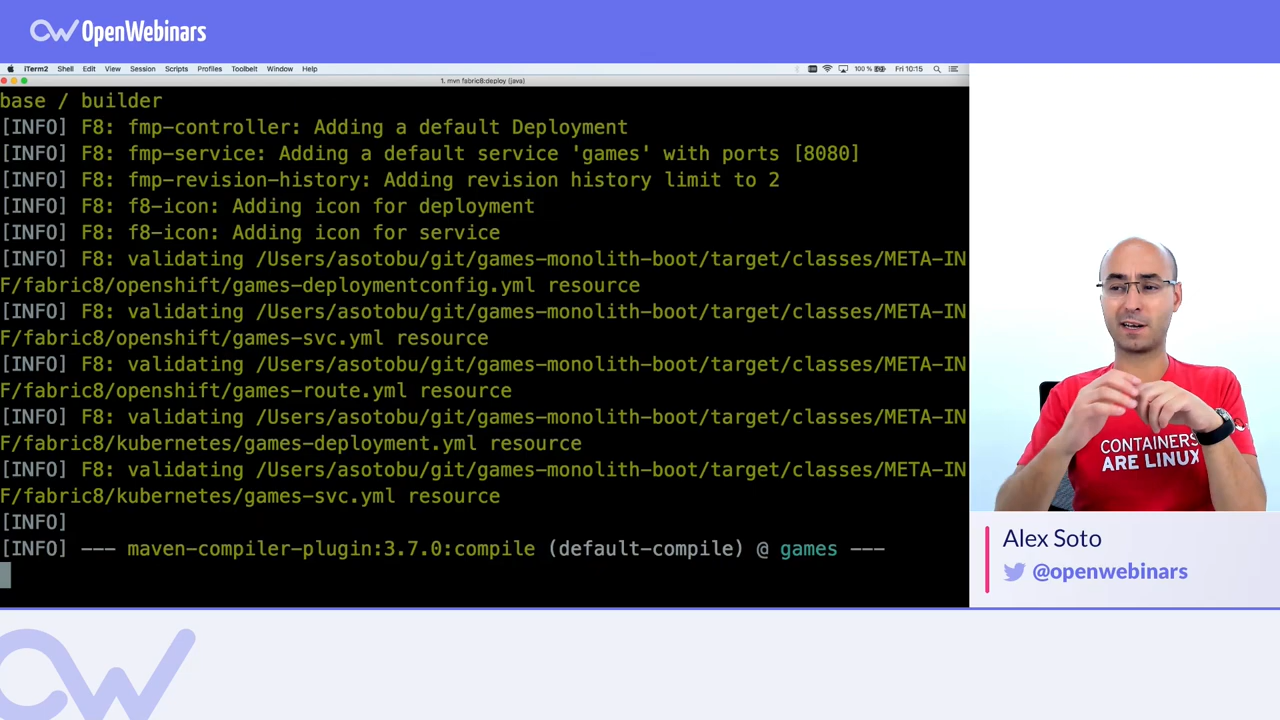 OpenWebinars
iTerm2 Shell Edit View Session Scripts Profiles Toolbelt Window Help 100% Fri 10:15
1. mvn fabric8:deploy (java)
base / builder
[INFO] F8: fmp-controller: Adding a default Deployment
[INFO] F8: fmp-service: Adding a default service 'games' with ports [8080]
[INFO] F8: fmp-revision-history: Adding revision history limit to 2
[INFO] F8: f8-icon: Adding icon for deployment
[INFO] F8: f8-icon: Adding icon for service
[INFO] F8: validating /Users/asotobu/git/games-monolith-boot/target/classes/META-IN
F/fabric8/openshift/games-deploymentconfig.yml resource
[INFO] F8: validating /Users/asotobu/git/games-monolith-boot/target/classes/META-IN
F/fabric8/openshift/games-svc.yml resource
[INFO] F8: validating /Users/asotobu/git/games-monolith-boot/target/classes/META-IN
F/fabric8/openshift/games-route.yml resource
[INFO] F8: validating /Users/asotobu/git/games-monolith-boot/target/classes/META-IN
F/fabric8/kubernetes/games-deployment.yml resource
[INFO] F8: validating /Users/asotobu/git/games-monolith-boot/target/classes/META-IN
F/fabric8/kubernetes/games-svc.yml resource
[INFO]
[INFO] --- maven-compiler-plugin:3.7.0:compile (default-compile) @ games ---
CONTAINERS
ARE LINUX
Alex Soto
@openwebinars